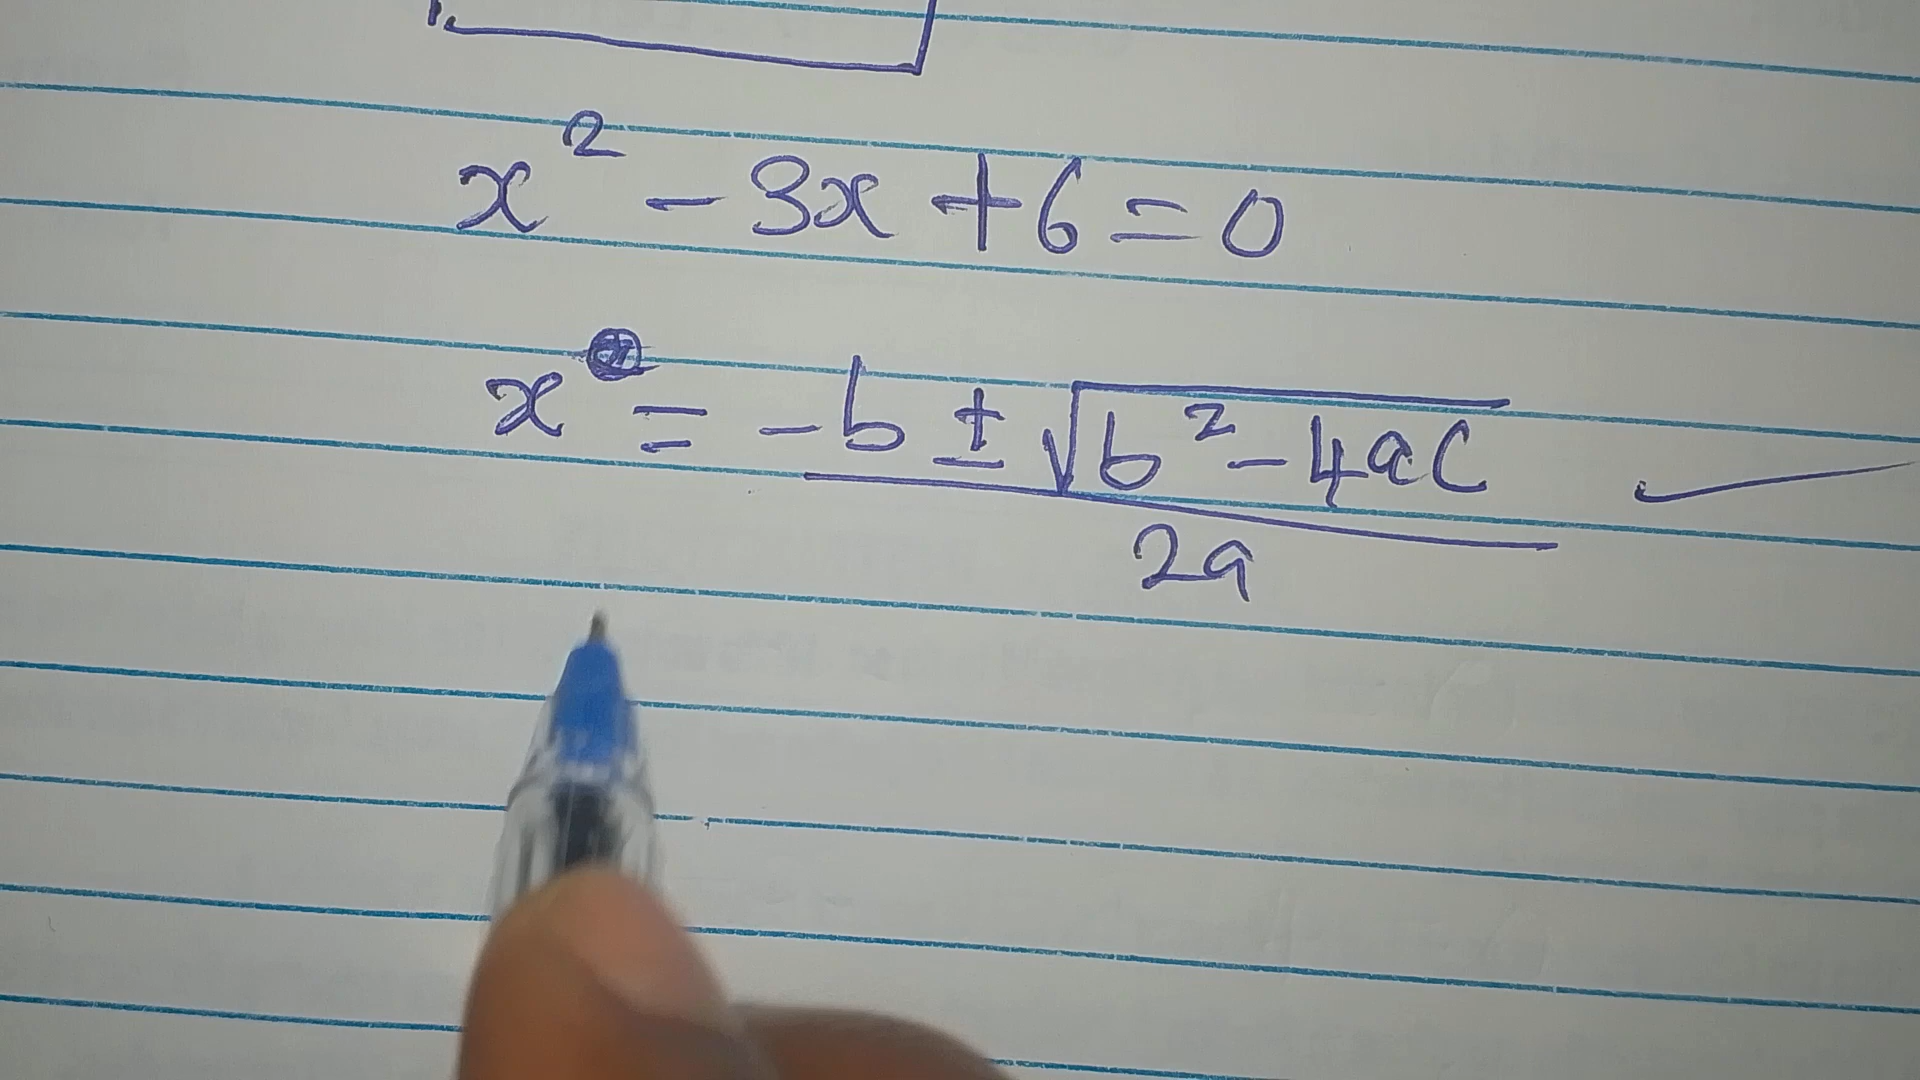 x² - 3x + 6 = 0
x = -b ± √(b² - 4ac)
2a